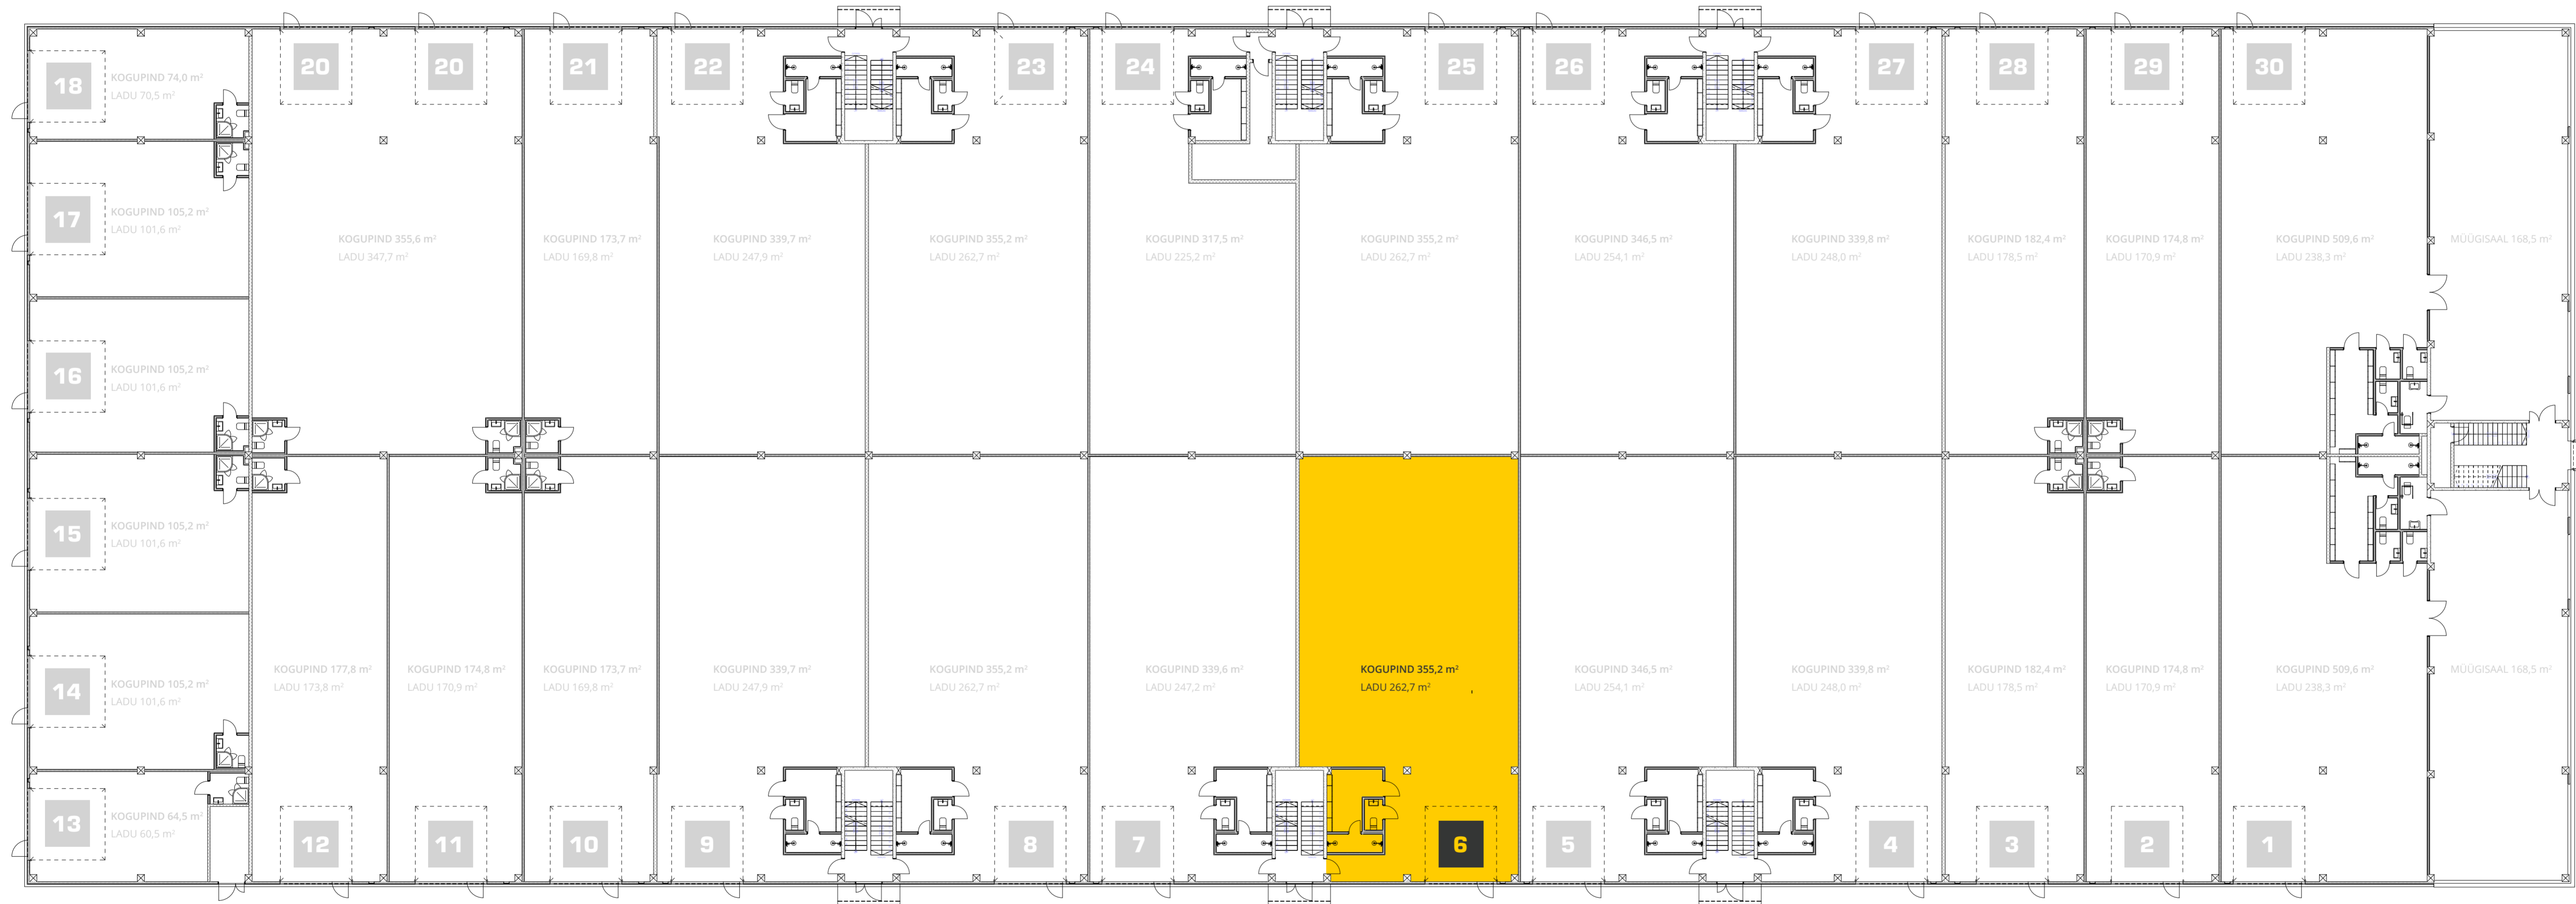 18
KOGUPIND 74,0 m²
LADU 70,5 m²
20
20
21
22
23
24
25
26
27
28
29
30
17
KOGUPIND 105,2 m²
LADU 101,6 m²
KOGUPIND 355,6 m²
LADU 347,7 m²
KOGUPIND 173,7 m²
LADU 169,8 m²
KOGUPIND 339,7 m²
LADU 247,9 m²
KOGUPIND 355,2 m²
LADU 262,7 m²
KOGUPIND 317,5 m²
LADU 225,2 m²
KOGUPIND 355,2 m²
LADU 262,7 m²
KOGUPIND 346,5 m²
LADU 254,1 m²
KOGUPIND 339,8 m²
LADU 248,0 m²
KOGUPIND 182,4 m²
LADU 178,5 m²
KOGUPIND 174,8 m²
LADU 170,9 m²
KOGUPIND 509,6 m²
LADU 238,3 m²
MÜÜGISAAL 168,5 m²
16
KOGUPIND 105,2 m²
LADU 101,6 m²
15
KOGUPIND 105,2 m²
LADU 101,6 m²
14
KOGUPIND 105,2 m²
LADU 101,6 m²
KOGUPIND 177,8 m²
LADU 173,8 m²
KOGUPIND 174,8 m²
LADU 170,9 m²
KOGUPIND 173,7 m²
LADU 169,8 m²
KOGUPIND 339,7 m²
LADU 247,9 m²
KOGUPIND 355,2 m²
LADU 262,7 m²
KOGUPIND 339,6 m²
LADU 247,2 m²
KOGUPIND 355,2 m²
LADU 262,7 m²
KOGUPIND 346,5 m²
LADU 254,1 m²
KOGUPIND 339,8 m²
LADU 248,0 m²
KOGUPIND 182,4 m²
LADU 178,5 m²
KOGUPIND 174,8 m²
LADU 170,9 m²
KOGUPIND 509,6 m²
LADU 238,3 m²
MÜÜGISAAL 168,5 m²
13
KOGUPIND 64,5 m²
LADU 60,5 m²
12
11
10
9
8
7
6
5
4
3
2
1